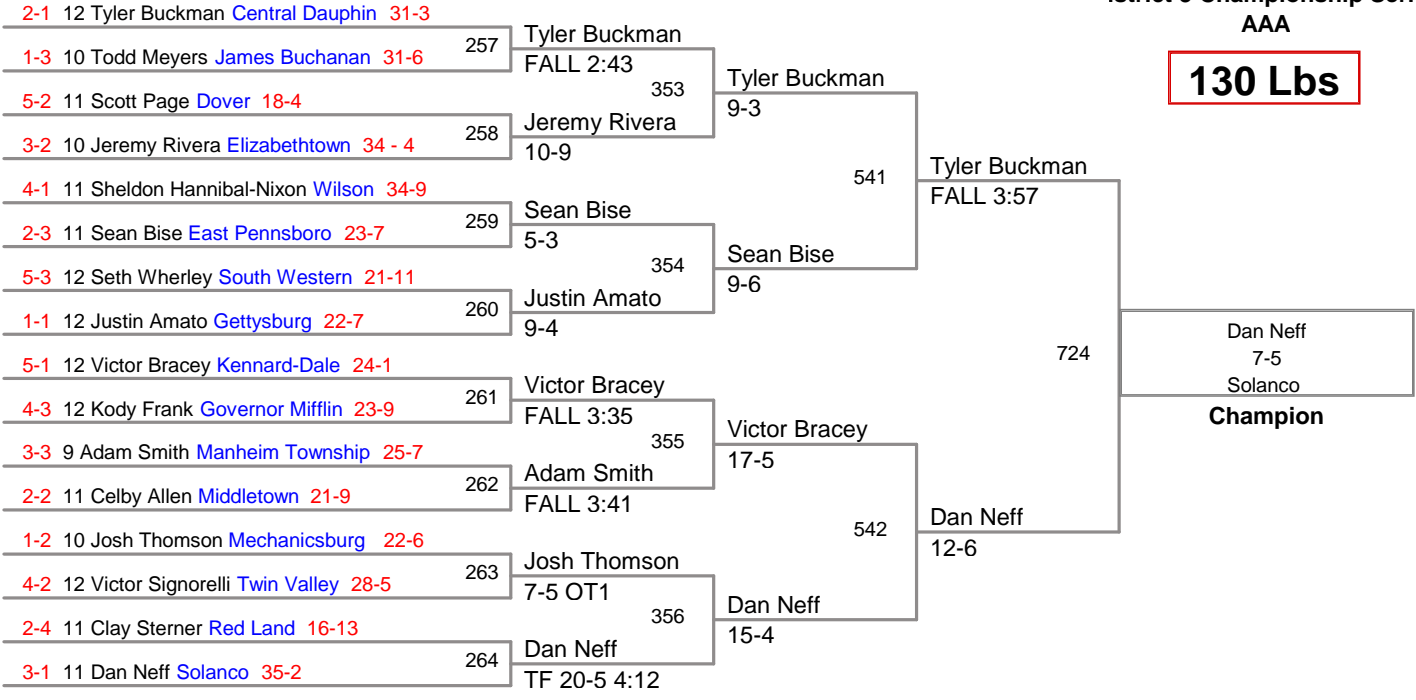 istrict 3 Championship Seri
AAA
130 Lbs
2-1 12 Tyler Buckman Central Dauphin 31-3
1-3 10 Todd Meyers James Buchanan 31-6
5-2 11 Scott Page Dover 18-4
3-2 10 Jeremy Rivera Elizabethtown 34 - 4
4-1 11 Sheldon Hannibal-Nixon Wilson 34-9
2-3 11 Sean Bise East Pennsboro 23-7
5-3 12 Seth Wherley South Western 21-11
1-1 12 Justin Amato Gettysburg 22-7
5-1 12 Victor Bracey Kennard-Dale 24-1
4-3 12 Kody Frank Governor Mifflin 23-9
3-3 9 Adam Smith Manheim Township 25-7
2-2 11 Celby Allen Middletown 21-9
1-2 10 Josh Thomson Mechanicsburg 22-6
4-2 12 Victor Signorelli Twin Valley 28-5
2-4 11 Clay Sterner Red Land 16-13
3-1 11 Dan Neff Solanco 35-2
257
258
259
260
261
262
263
264
Tyler Buckman
FALL 2:43
Jeremy Rivera
10-9
Sean Bise
5-3
Justin Amato
9-4
Victor Bracey
FALL 3:35
Adam Smith
FALL 3:41
Josh Thomson
7-5 OT1
Dan Neff
TF 20-5 4:12
353
354
355
356
Tyler Buckman
9-3
Sean Bise
9-6
Victor Bracey
17-5
Dan Neff
15-4
541
542
Tyler Buckman
FALL 3:57
Dan Neff
12-6
724
Dan Neff
7-5
Solanco
Champion